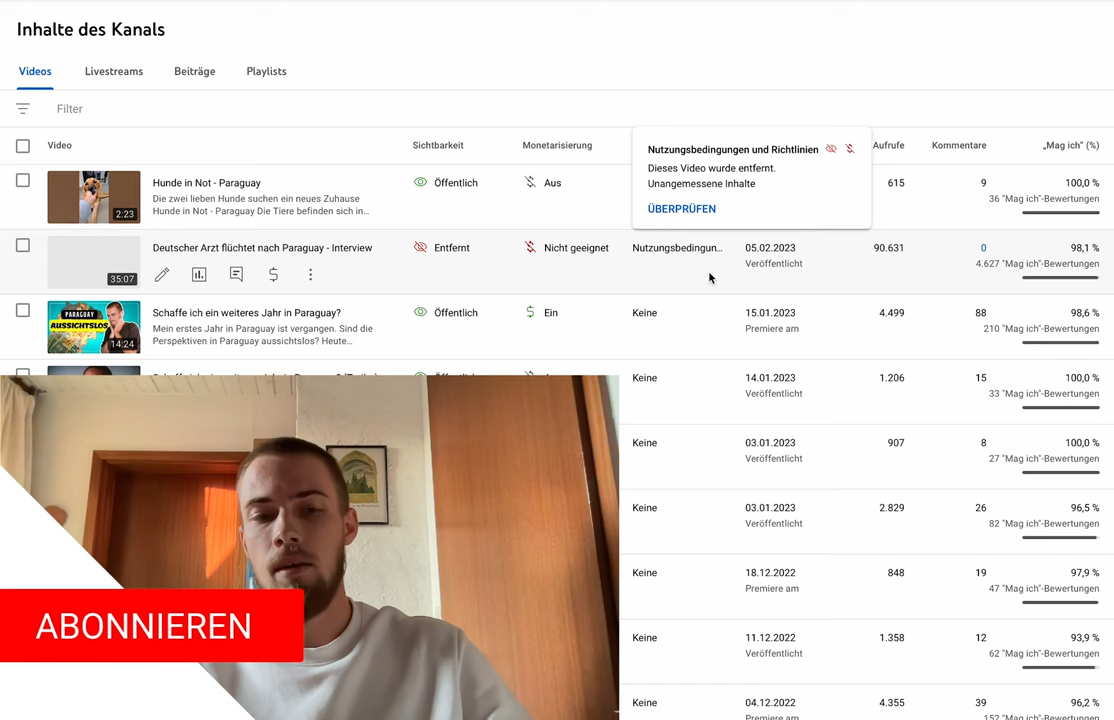 Inhalte des Kanals
Videos Livestreams Beiträge Playlists
Filter
Video Sichtbarkeit Monetarisierung Aufrufe Kommentare „Mag ich" (%)
Nutzungsbedingungen und Richtlinien
Dieses Video wurde entfernt.
Unangemessene Inhalte
ÜBERPRÜFEN
2:23
Hunde in Not - Paraguay Öffentlich Aus 615 9 100,0 %
Die zwei lieben Hunde suchen ein neues Zuhause 36 "Mag ich"-Bewertungen
Hunde in Not - Paraguay Die Tiere befinden sich in…
Deutscher Arzt flüchtet nach Paraguay - Interview Entfernt Nicht geeignet Nutzungsbedingun… 05.02.2023 90.631 0 98,1 %
Veröffentlicht 4.627 "Mag ich"-Bewertungen
35:07
PARAGUAY
AUSSICHTSLOS
14:24
Schaffe ich ein weiteres Jahr in Paraguay? Öffentlich Ein Keine 15.01.2023 4.499 88 98,6 %
Mein erstes Jahr in Paraguay ist vergangen. Sind die Premiere am 210 "Mag ich"-Bewertungen
Perspektiven in Paraguay aussichtslos? Heute…
Keine 14.01.2023 1.206 15 100,0 %
Veröffentlicht 33 "Mag ich"-Bewertungen
Keine 03.01.2023 907 8 100,0 %
Veröffentlicht 27 "Mag ich"-Bewertungen
Keine 03.01.2023 2.829 26 96,5 %
Veröffentlicht 82 "Mag ich"-Bewertungen
Keine 18.12.2022 848 19 97,9 %
Premiere am 47 "Mag ich"-Bewertungen
Keine 11.12.2022 1.358 12 93,9 %
Veröffentlicht 62 "Mag ich"-Bewertungen
Keine 04.12.2022 4.355 39 96,2 %
Premiere am 152 "Mag ich"-Bewertungen
ABONNIEREN